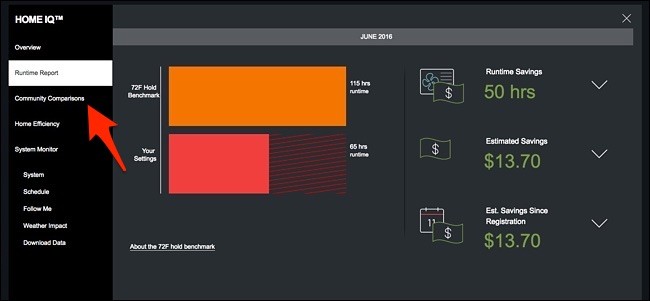 HOME IQ™
Overview
Runtime Report
Community Comparisons
Home Efficiency
System Monitor
System
Schedule
Follow Me
Weather Impact
Download Data
JUNE 2016
72F Hold
Benchmark
115 hrs
runtime
Your
Settings
65 hrs
runtime
About the 72F hold benchmark
$
Runtime Savings
50 hrs
$
Estimated Savings
$13.70
11
$
Est. Savings Since
Registration
$13.70